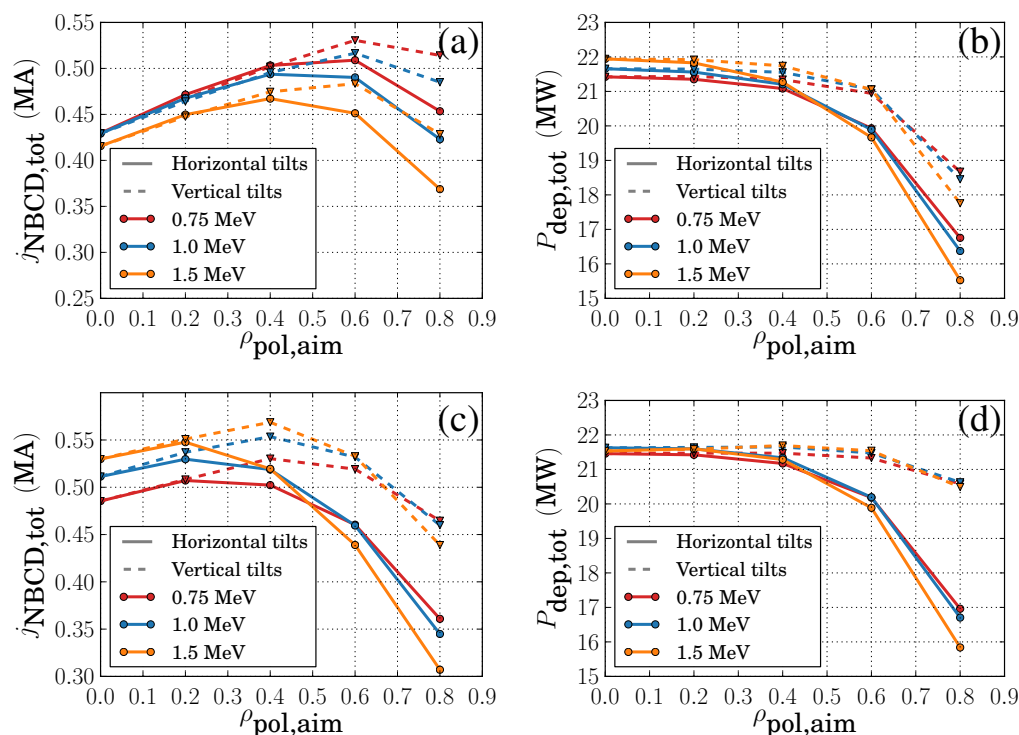 (a)
0.55
0.50
0.45
0.40
0.35
0.30
0.25
j_NBCD,tot (MA)
Horizontal tilts
Vertical tilts
0.75 MeV
1.0 MeV
1.5 MeV
0.0 0.1 0.2 0.3 0.4 0.5 0.6 0.7 0.8 0.9
ρ_pol,aim
(b)
23
22
21
20
19
18
17
16
15
P_dep,tot (MW)
Horizontal tilts
Vertical tilts
0.75 MeV
1.0 MeV
1.5 MeV
0.0 0.1 0.2 0.3 0.4 0.5 0.6 0.7 0.8 0.9
ρ_pol,aim
(c)
0.55
0.50
0.45
0.40
0.35
0.30
j_NBCD,tot (MA)
Horizontal tilts
Vertical tilts
0.75 MeV
1.0 MeV
1.5 MeV
0.0 0.1 0.2 0.3 0.4 0.5 0.6 0.7 0.8 0.9
ρ_pol,aim
(d)
23
22
21
20
19
18
17
16
15
P_dep,tot (MW)
Horizontal tilts
Vertical tilts
0.75 MeV
1.0 MeV
1.5 MeV
0.0 0.1 0.2 0.3 0.4 0.5 0.6 0.7 0.8 0.9
ρ_pol,aim